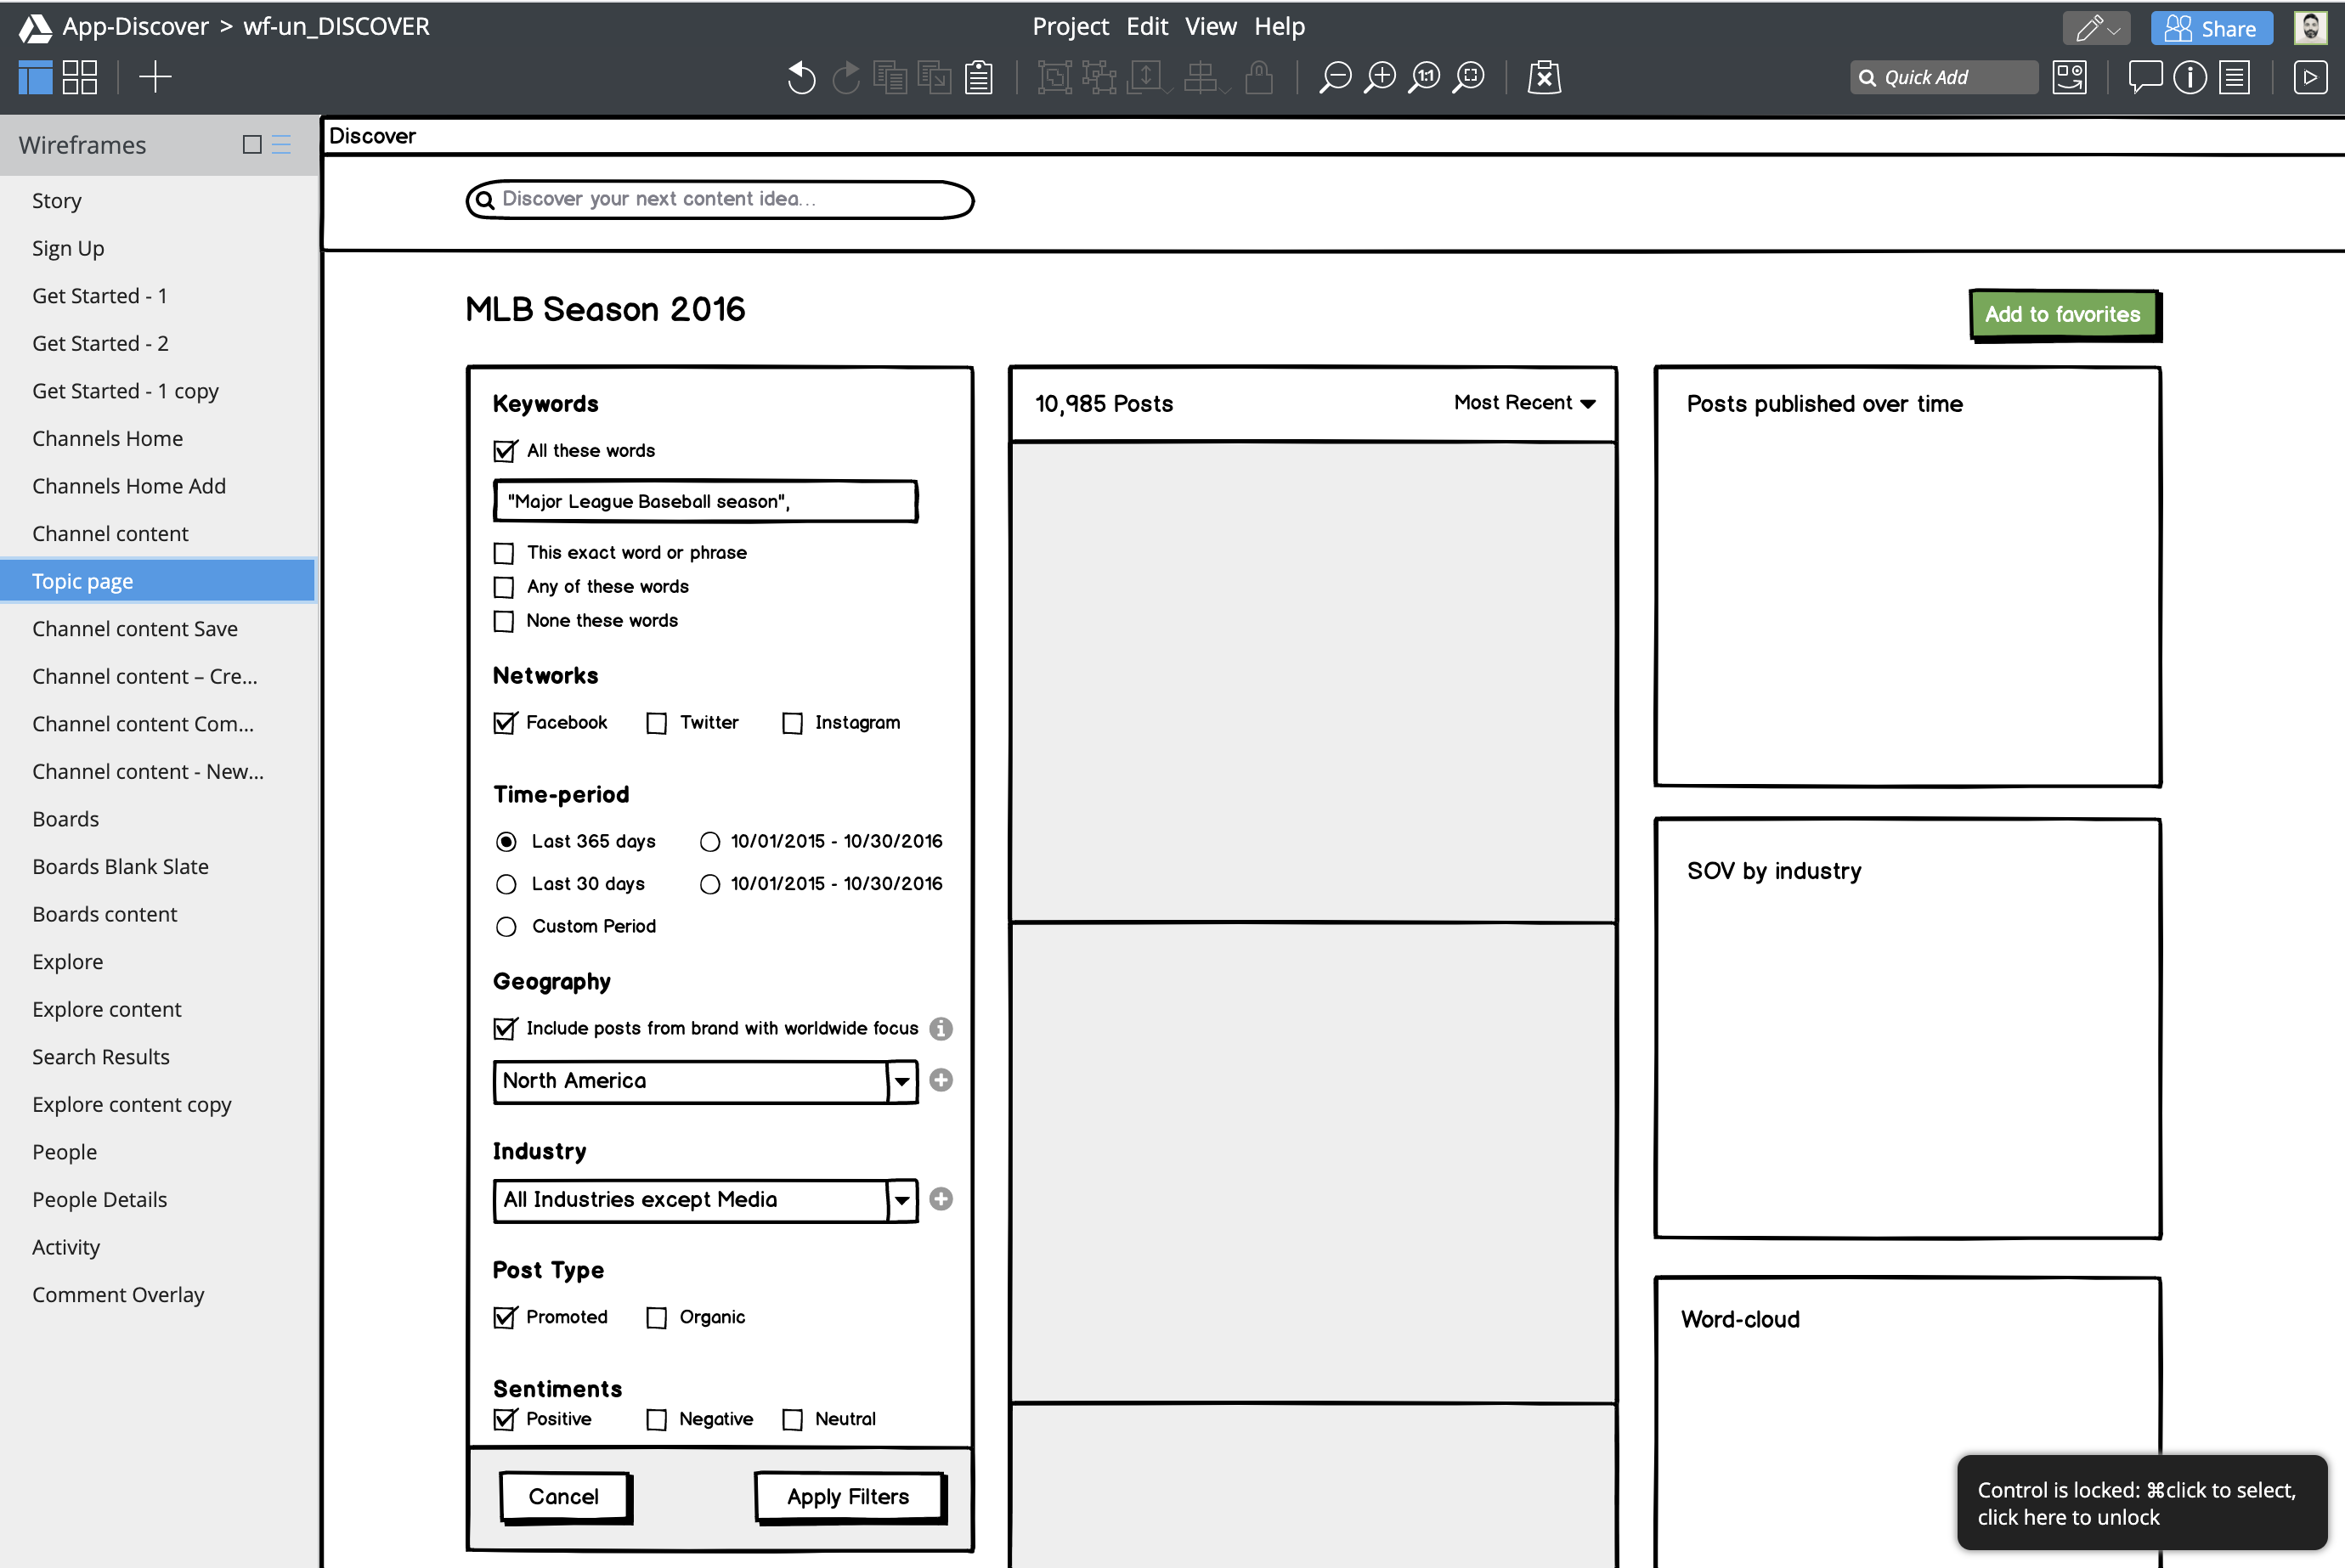 App-Discover > wf-un_DISCOVER
Project Edit View Help
Share
1:1
Quick Add
Wireframes
Story
Sign Up
Get Started - 1
Get Started - 2
Get Started - 1 copy
Channels Home
Channels Home Add
Channel content
Topic page
Channel content Save
Channel content – Cre...
Channel content Com...
Channel content - New...
Boards
Boards Blank Slate
Boards content
Explore
Explore content
Search Results
Explore content copy
People
People Details
Activity
Comment Overlay
Discover
Discover your next content idea...
MLB Season 2016
Add to favorites
Keywords
All these words
"Major League Baseball season",
This exact word or phrase
Any of these words
None these words
Networks
Facebook Twitter Instagram
Time-period
Last 365 days 10/01/2015 - 10/30/2016
Last 30 days 10/01/2015 - 10/30/2016
Custom Period
Geography
Include posts from brand with worldwide focus
North America
Industry
All Industries except Media
Post Type
Promoted Organic
Sentiments
Positive Negative Neutral
Cancel Apply Filters
10,985 Posts Most Recent
Posts published over time
SOV by industry
Word-cloud
Control is locked: ⌘click to select,
click here to unlock